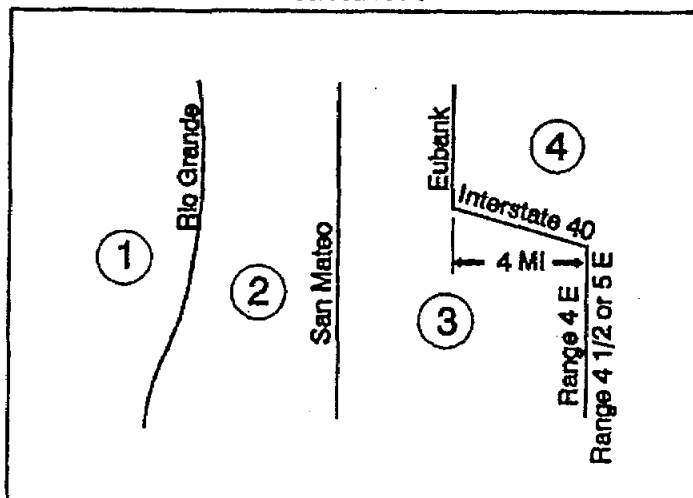 Rio Grande
San Mateo
Eubank
Interstate 40
4 MI
Range 4 E
Range 4 1/2 or 5 E
1
2
3
4